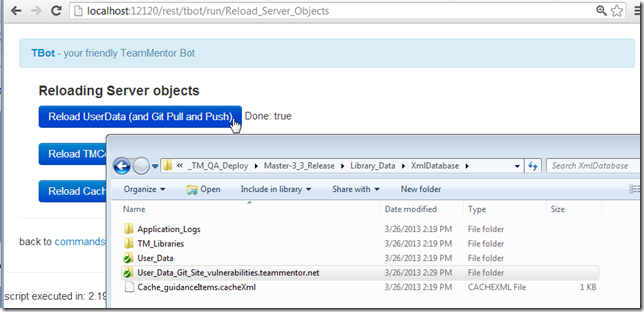 localhost:12120/rest/tbot/run/Reload_Server_Objects
TBot - your friendly TeamMentor Bot
Reloading Server objects
Reload UserData (and Git Pull and Push) Done: true
Reload TMCo
« _TM_QA_Deploy Master-3_3_Release Library_Data XmlDatabase Search XmlDatabase
Reload Cach
Organize Open Include in library Share with New folder
Name Date modified Type Size
Application_Logs 3/26/2013 2:19 PM File folder
TM_Libraries 3/26/2013 2:19 PM File folder
User_Data 3/26/2013 2:19 PM File folder
back to commands
User_Data_Git_Site_vulnerabilities.teammentor.net 3/26/2013 2:29 PM File folder
Cache_guidanceItems.cacheXml 3/26/2013 2:19 PM CACHEXML File 1 KB
script executed in: 2.19